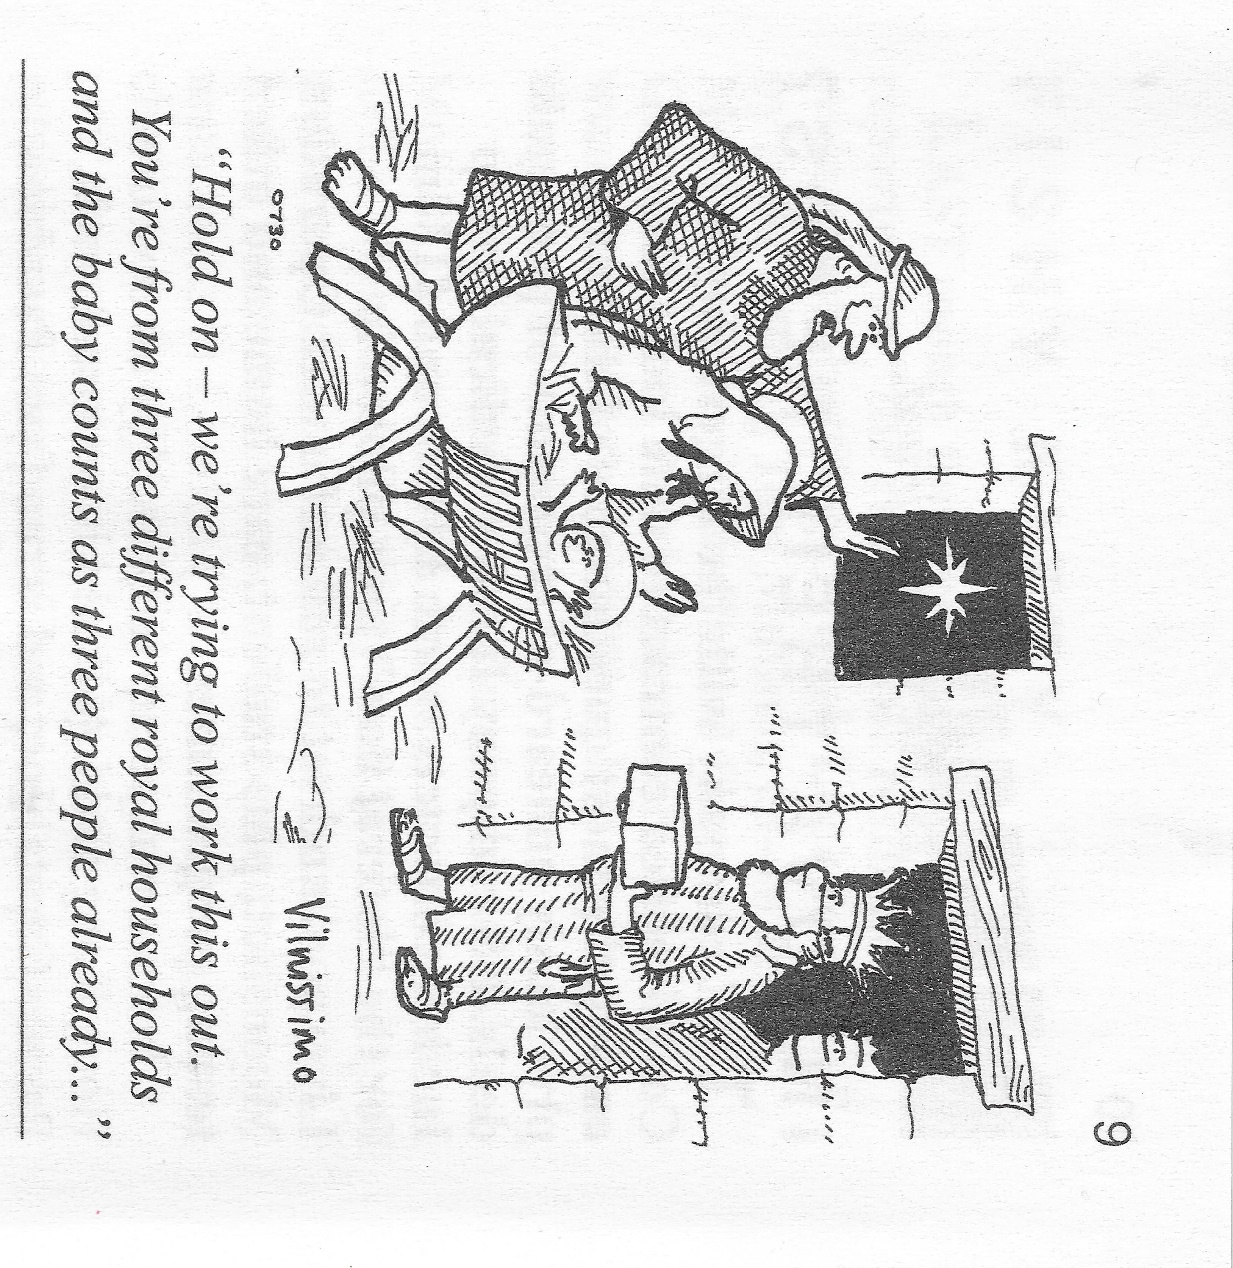 9
0730
Vilnissimo
“Hold on – we’re trying to work this out.
You’re from three different royal households
and the baby counts as three people already... ”